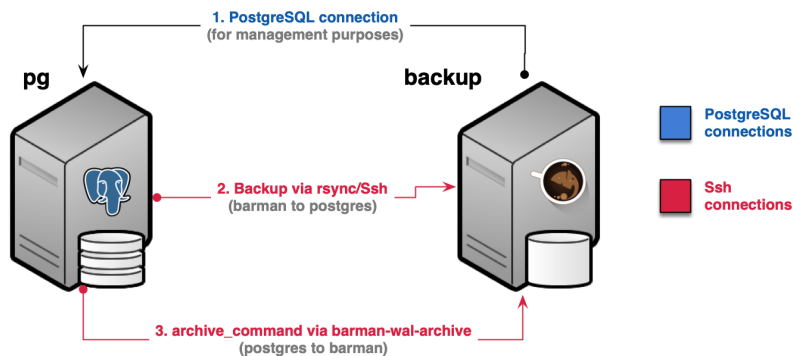 1. PostgreSQL connection
(for management purposes)
pg
backup
PostgreSQL
connections
2. Backup via rsync/Ssh
(barman to postgres)
Ssh
connections
3. archive_command via barman-wal-archive
(postgres to barman)